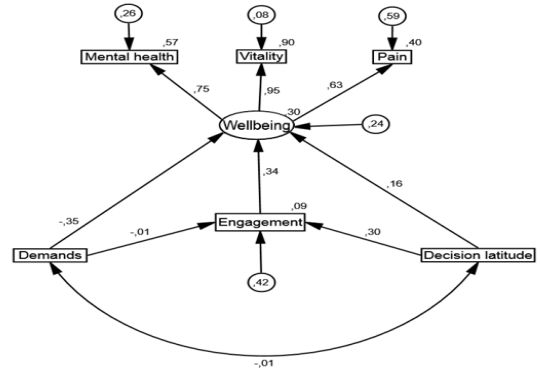 ,26
,08
,59
,57
,90
,40
Mental health
Vitality
Pain
,75
,95
,63
,30
Wellbeing
,24
,34
,16
-,35
,09
-,01
Engagement
,30
Demands
Decision latitude
,42
-,01